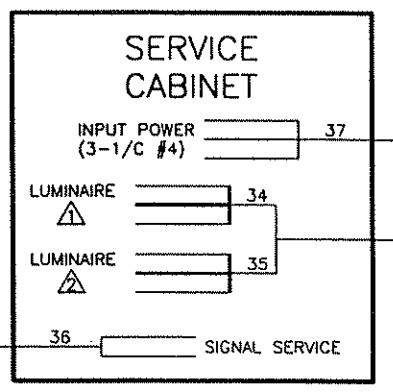 SERVICE
CABINET
INPUT POWER
(3-1/C #4)
37
LUMINAIRE
1
34
LUMINAIRE
2
35
36
SIGNAL SERVICE